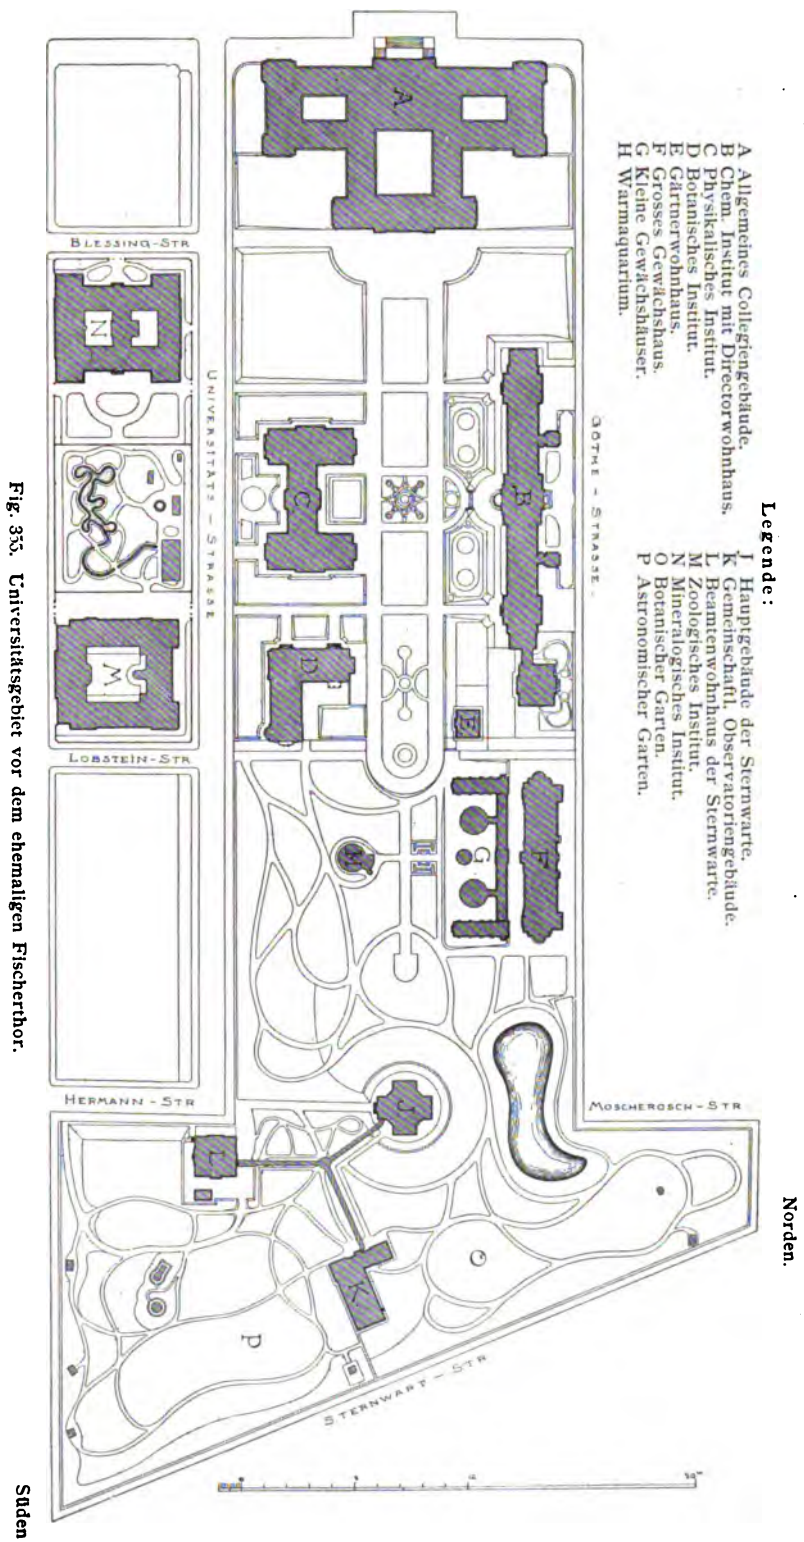 Norden.
Legende:
A Allgemeines Collegiengebäude.
B Chem. Institut mit Directorwohnhaus.
C Physikalisches Institut.
D Botanisches Institut.
E Gärtnerwohnhaus.
F Grosses Gewächshaus.
G Kleine Gewächshäuser.
H Warmaquarium.
J Hauptgebäude der Sternwarte.
K Gemeinschaftl. Observatoriengebäude.
L Beamtenwohnhaus der Sternwarte.
M Zoologisches Institut.
N Mineralogisches Institut.
O Botanischer Garten.
P Astronomischer Garten.
GÖTHE - STRASSE.
MOSCHEROSCH - STR
A
B
C
D
E
F
G
H
J
K
L
O
P
STERNWART - STR
UNIVERSITÄTS - STRASSE
BLESSING-STR
LOBSTEIN-STR
HERMANN - STR
N
M
Fig. 335. Universitätsgebiet vor dem ehemaligen Fischerthor.
Süden